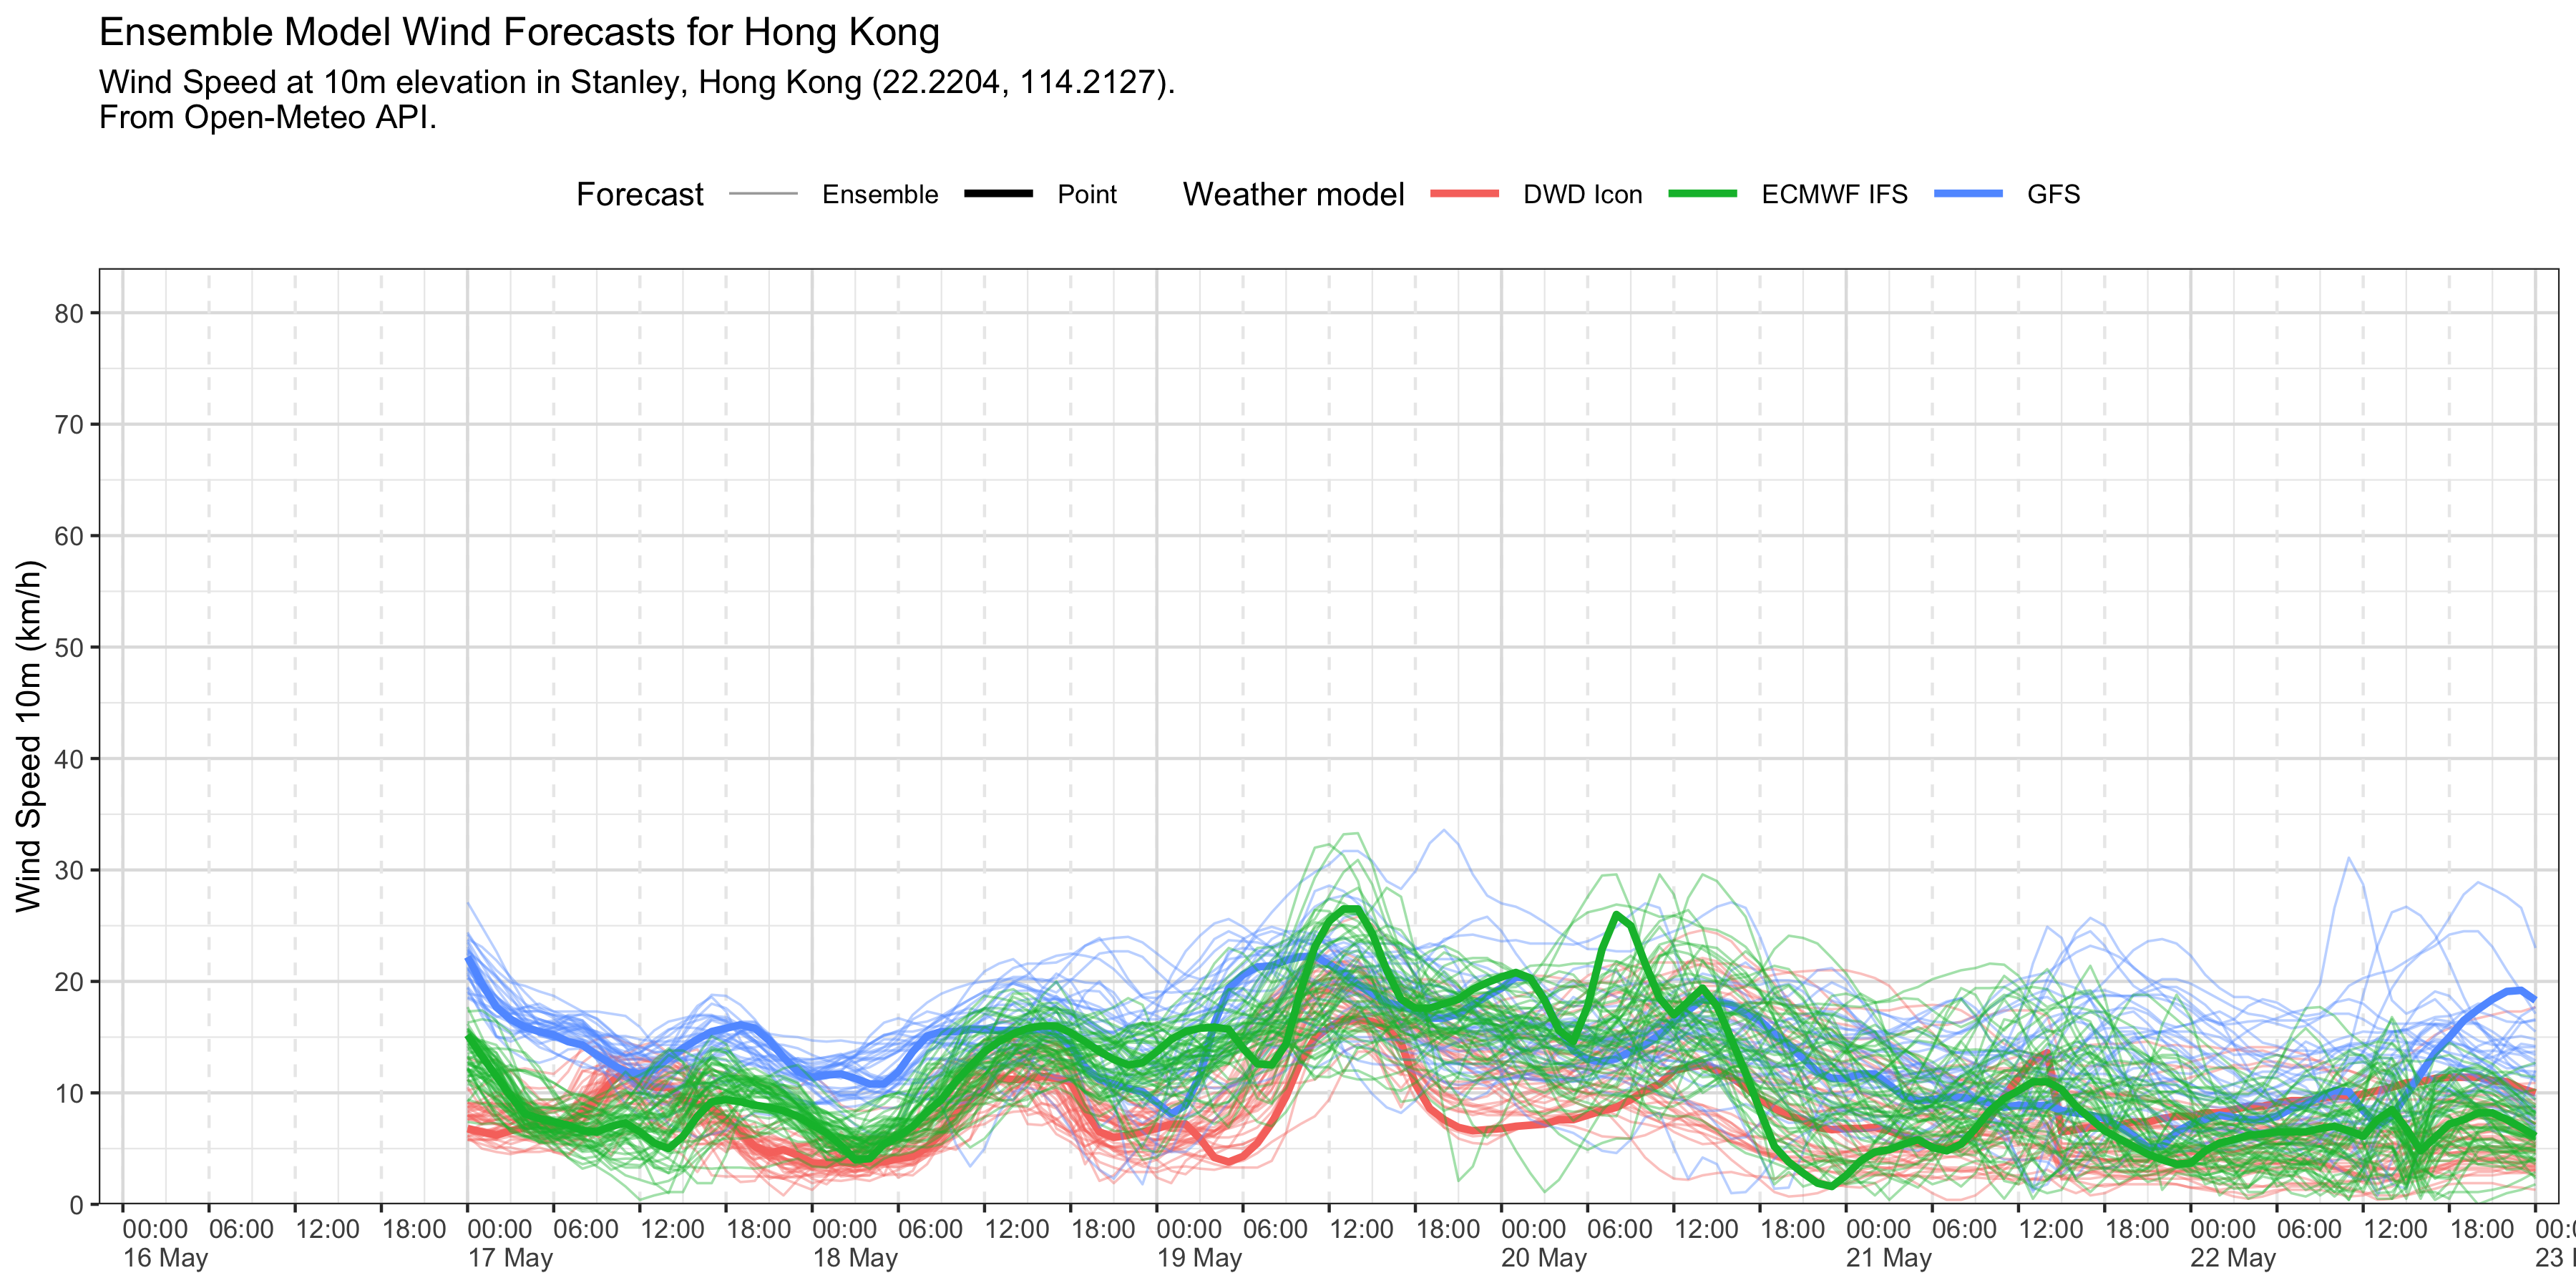 Ensemble Model Wind Forecasts for Hong Kong
Wind Speed at 10m elevation in Stanley, Hong Kong (22.2204, 114.2127).
From Open-Meteo API.
Forecast Ensemble Point Weather model DWD Icon ECMWF IFS GFS
Wind Speed 10m (km/h)
80
70
60
50
40
30
20
10
0
00:00 06:00 12:00 18:00 00:00 06:00 12:00 18:00 00:00 06:00 12:00 18:00 00:00 06:00 12:00 18:00 00:00 06:00 12:00 18:00 00:00 06:00 12:00 18:00 00:00 06:00 12:00 18:00
16 May 17 May 18 May 19 May 20 May 21 May 22 May 23